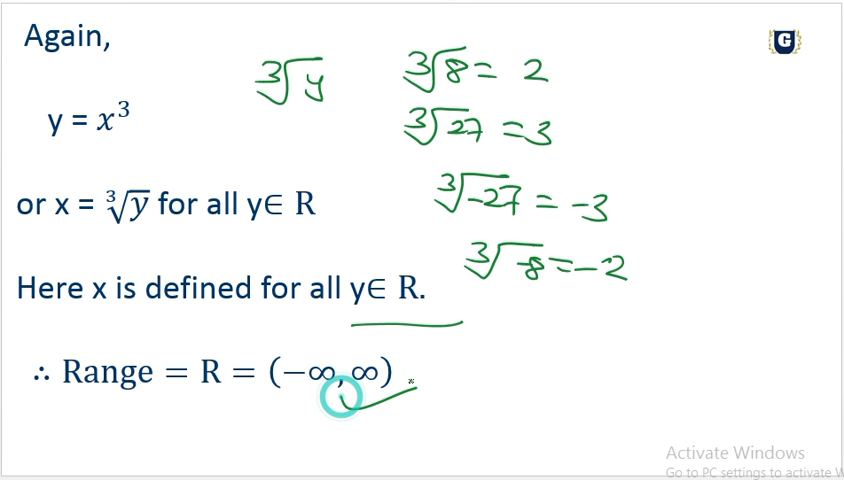 Again,
∛y
∛8 = 2
y = x³
∛27 = 3
or x = ∛y for all y∈ R
∛-27 = -3
∛-8 = -2
Here x is defined for all y∈ R.
∴ Range = R = (−∞, ∞)
G
Activate Windows
Go to PC settings to activate W